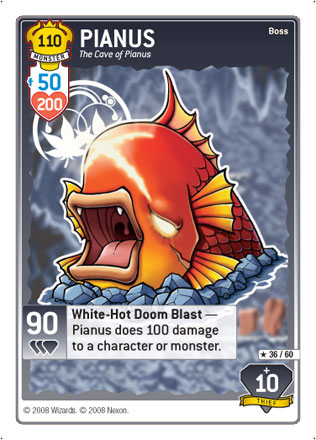 110
MONSTER
PIANUS
Boss
The Cave of Pianus
50
200
90
White-Hot Doom Blast —
Pianus does 100 damage
to a character or monster.
★ 36 / 60
+
10
THIEF
© 2008 Wizards. © 2008 Nexon.